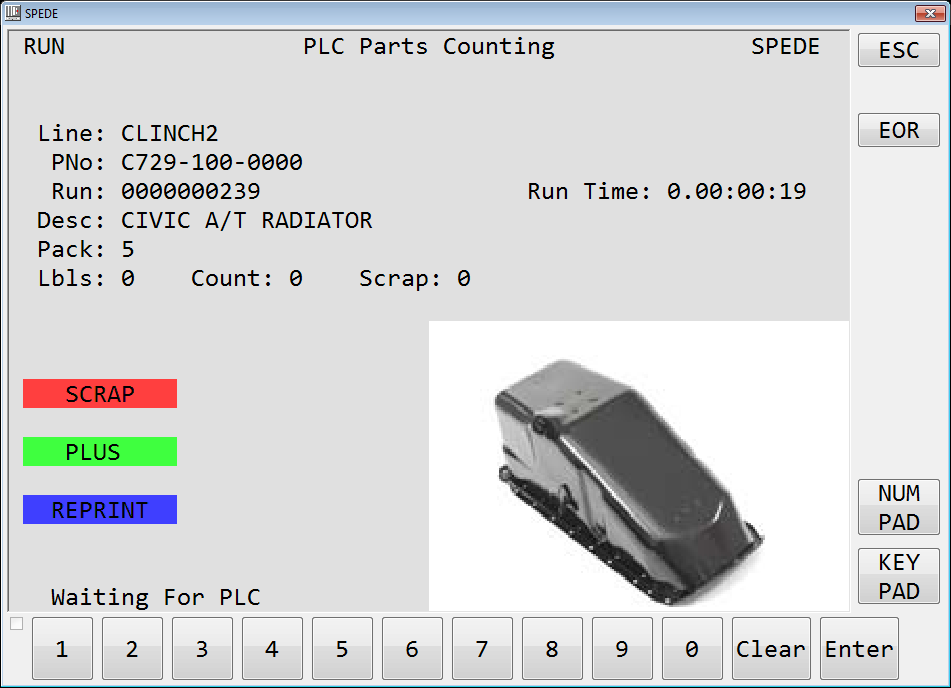 SPEDE
RUN PLC Parts Counting SPEDE
ESC
EOR
Line: CLINCH2
PNo: C729-100-0000
Run: 0000000239 Run Time: 0.00:00:19
Desc: CIVIC A/T RADIATOR
Pack: 5
Lbls: 0 Count: 0 Scrap: 0
SCRAP
PLUS
REPRINT
NUM
PAD
KEY
PAD
Waiting For PLC
1 2 3 4 5 6 7 8 9 0 Clear Enter